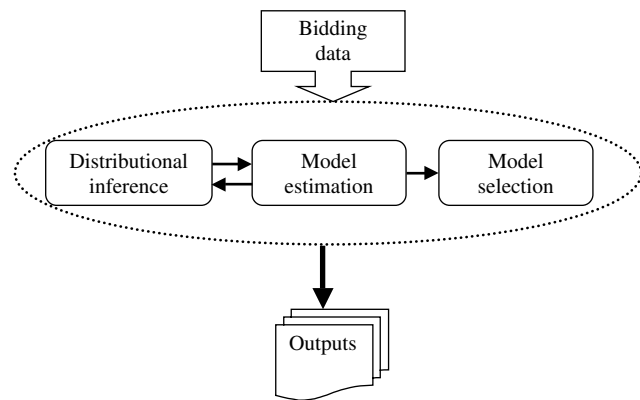 Bidding
data
Distributional
inference
Model
estimation
Model
selection
Outputs